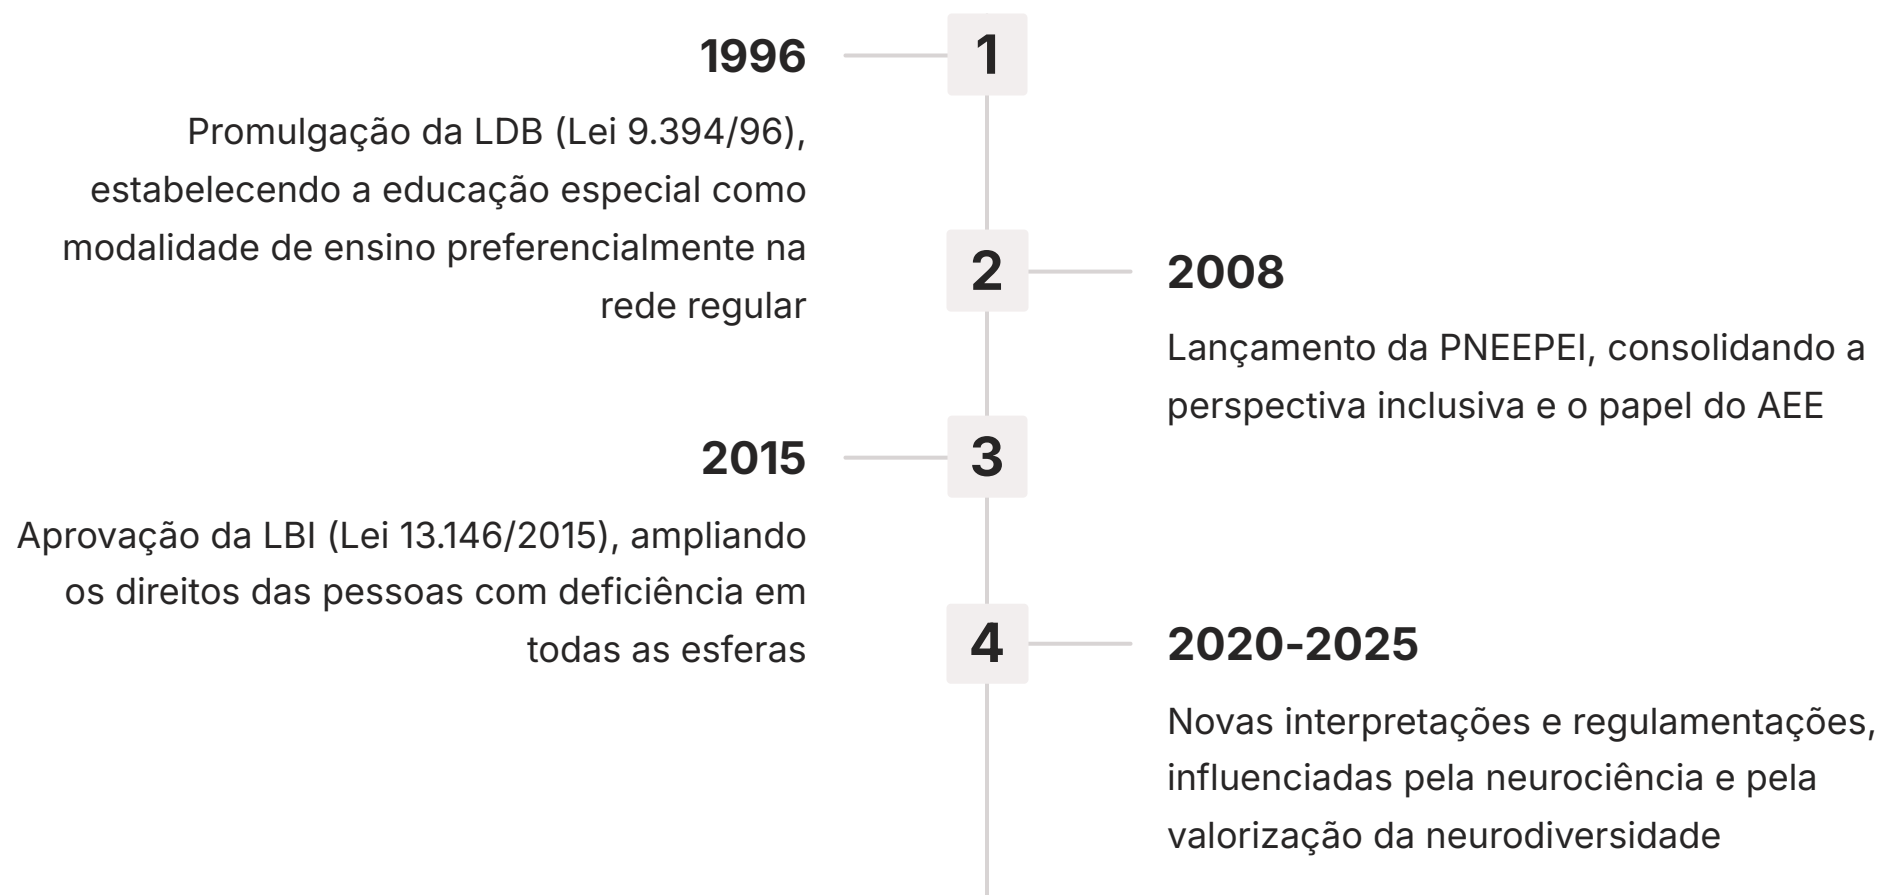 1
1996
Promulgação da LDB (Lei 9.394/96),
estabelecendo a educação especial como
modalidade de ensino preferencialmente na
rede regular
2
2008
Lançamento da PNEEPEI, consolidando a
perspectiva inclusiva e o papel do AEE
3
2015
Aprovação da LBI (Lei 13.146/2015), ampliando
os direitos das pessoas com deficiência em
todas as esferas
4
2020-2025
Novas interpretações e regulamentações,
influenciadas pela neurociência e pela
valorização da neurodiversidade